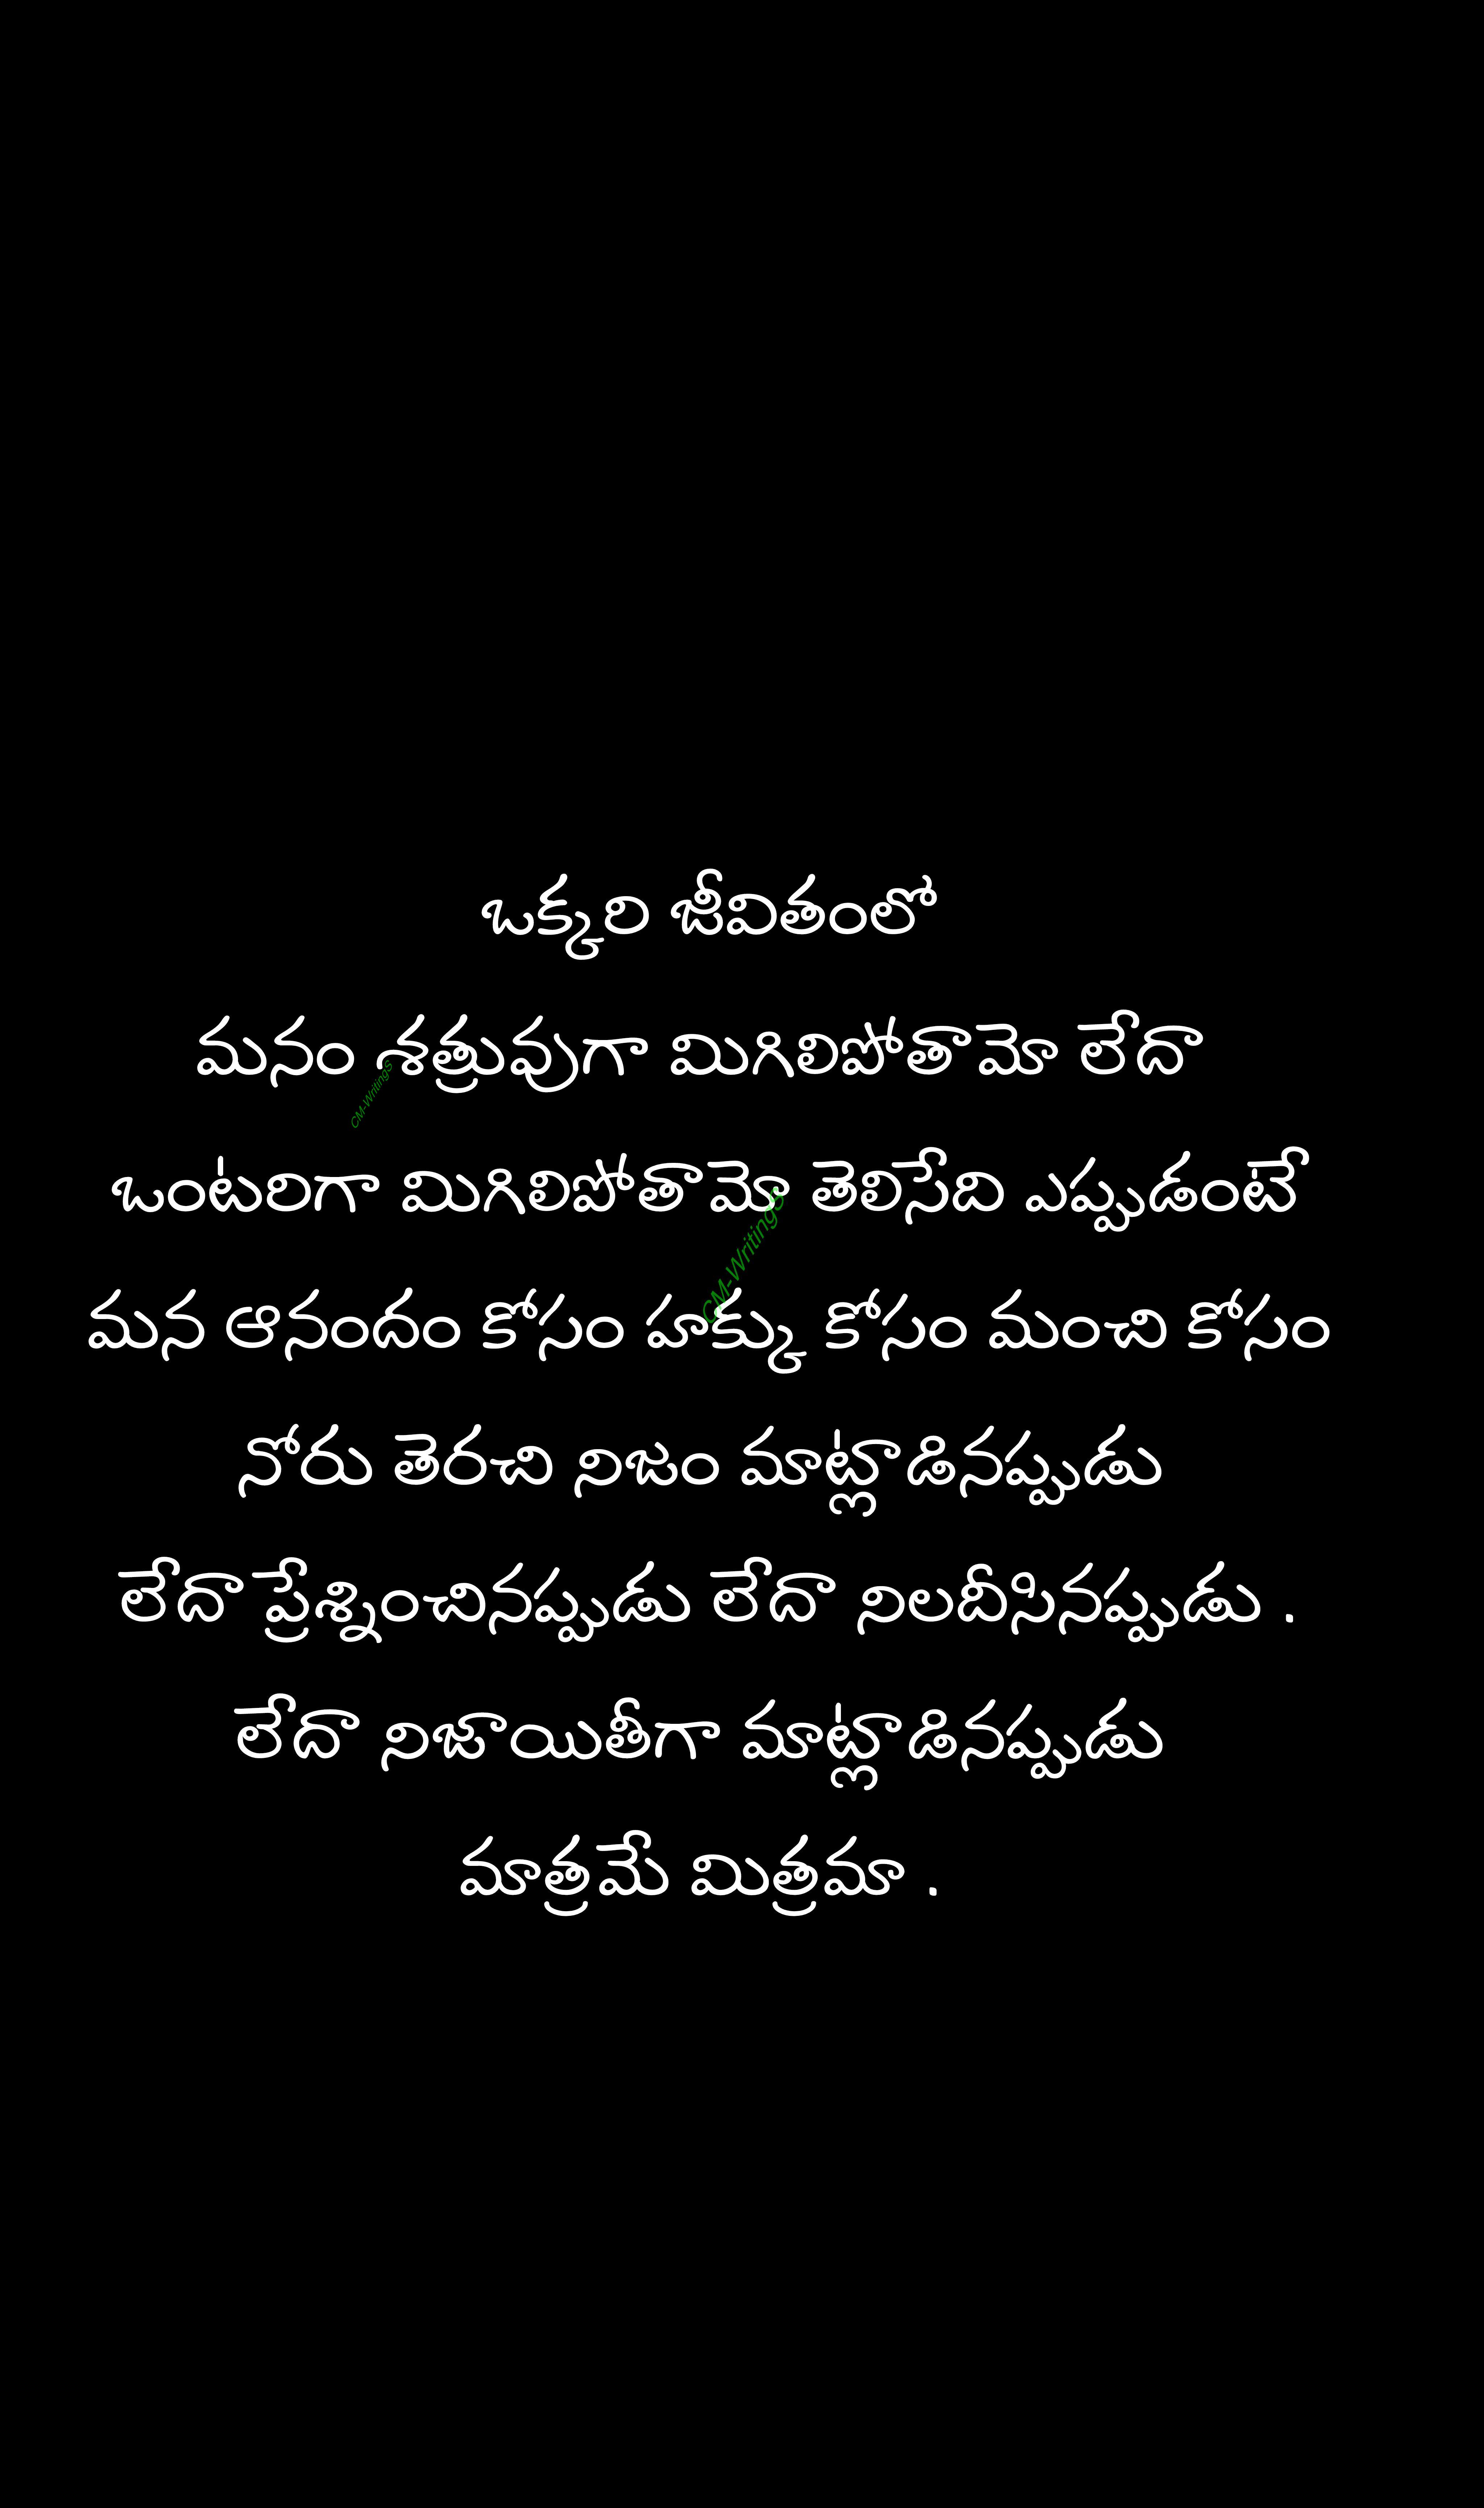 ఒక్కరి జీవితంలో
మనం శత్రువుగా మిగిలిపోతామో లేదా
ఒంటరిగా మిగిలిపోతామో తెలిసేది ఎప్పుడంటే
మన ఆనందం కోసం హక్కు కోసం మంచి కోసం
నోరు తెరచి నిజం మాట్లాడినప్పుడు
లేదా ప్రేశ్నించినప్పుడు లేదా నిలదీసినప్పుడు .
లేదా నిజాయితీగా మాట్లాడినప్పుడు
మాత్రమే మిత్రమా .
CM-WritingS
CM-WritingS